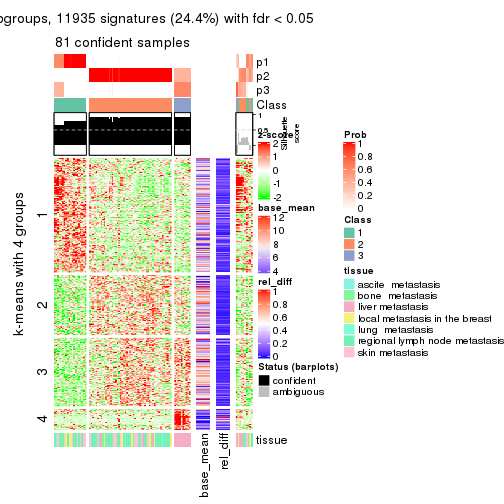 ogroups, 11935 signatures (24.4%) with fdr < 0.05
81 confident samples
p1
p2
p3
Class
1
0.5
Silhouette
score
k-means with 4 groups
1
2
3
4
tissue
base_mean
rel_diff
z-score
2
1
0
-1
-2
base_mean
12
10
8
6
4
rel_diff
1
0.8
0.6
0.4
0.2
0
Status (barplots)
confident
ambiguous
Prob
1
0.8
0.6
0.4
0.2
0
Class
1
2
3
tissue
ascite metastasis
bone metastasis
liver metastasis
local metastasis in the breast
lung metastasis
regional lymph node metastasis
skin metastasis